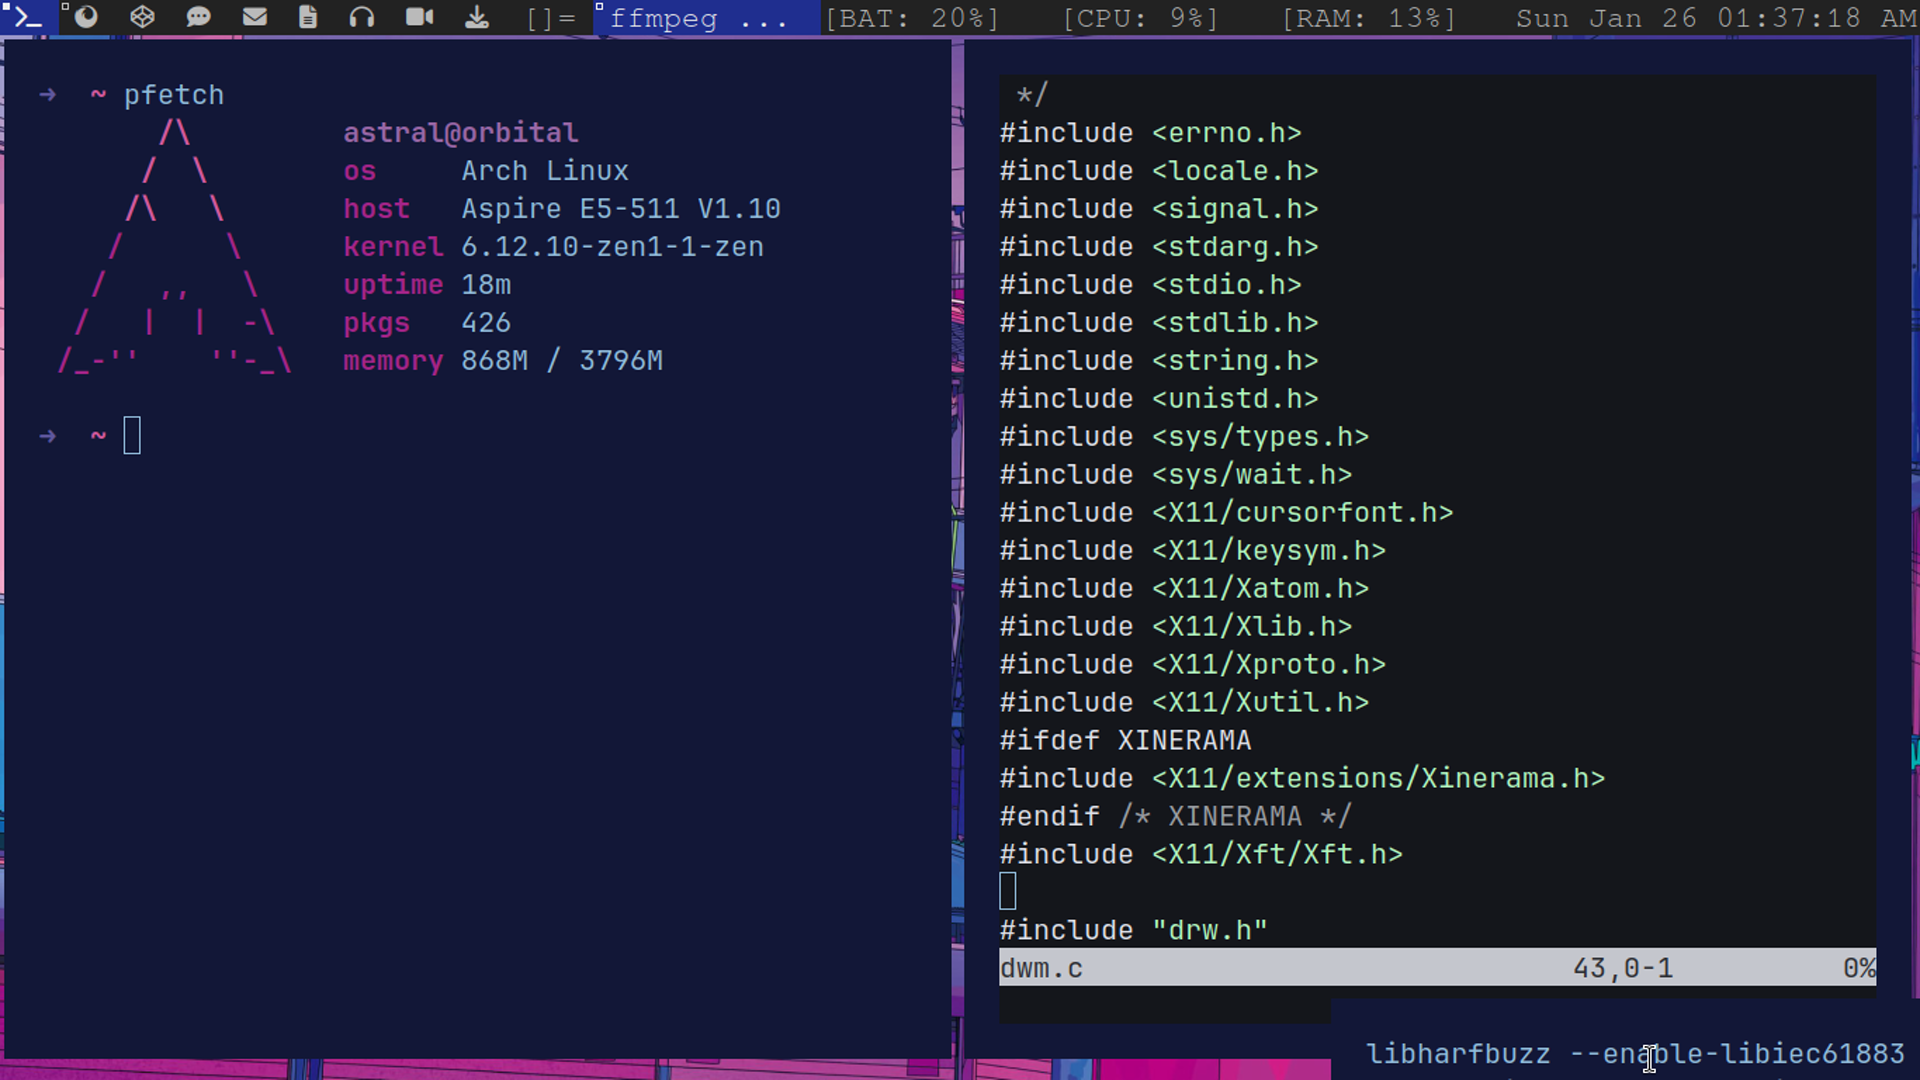 []= ffmpeg ... [BAT: 20%] [CPU: 9%] [RAM: 13%] Sun Jan 26 01:37:18 AM
→ ~ pfetch
astral@orbital
os Arch Linux
host Aspire E5-511 V1.10
kernel 6.12.10-zen1-1-zen
uptime 18m
pkgs 426
memory 868M / 3796M
→ ~
*/
#include <errno.h>
#include <locale.h>
#include <signal.h>
#include <stdarg.h>
#include <stdio.h>
#include <stdlib.h>
#include <string.h>
#include <unistd.h>
#include <sys/types.h>
#include <sys/wait.h>
#include <X11/cursorfont.h>
#include <X11/keysym.h>
#include <X11/Xatom.h>
#include <X11/Xlib.h>
#include <X11/Xproto.h>
#include <X11/Xutil.h>
#ifdef XINERAMA
#include <X11/extensions/Xinerama.h>
#endif /* XINERAMA */
#include <X11/Xft/Xft.h>
#include "drw.h"
dwm.c 43,0-1 0%
libharfbuzz --enable-libiec61883